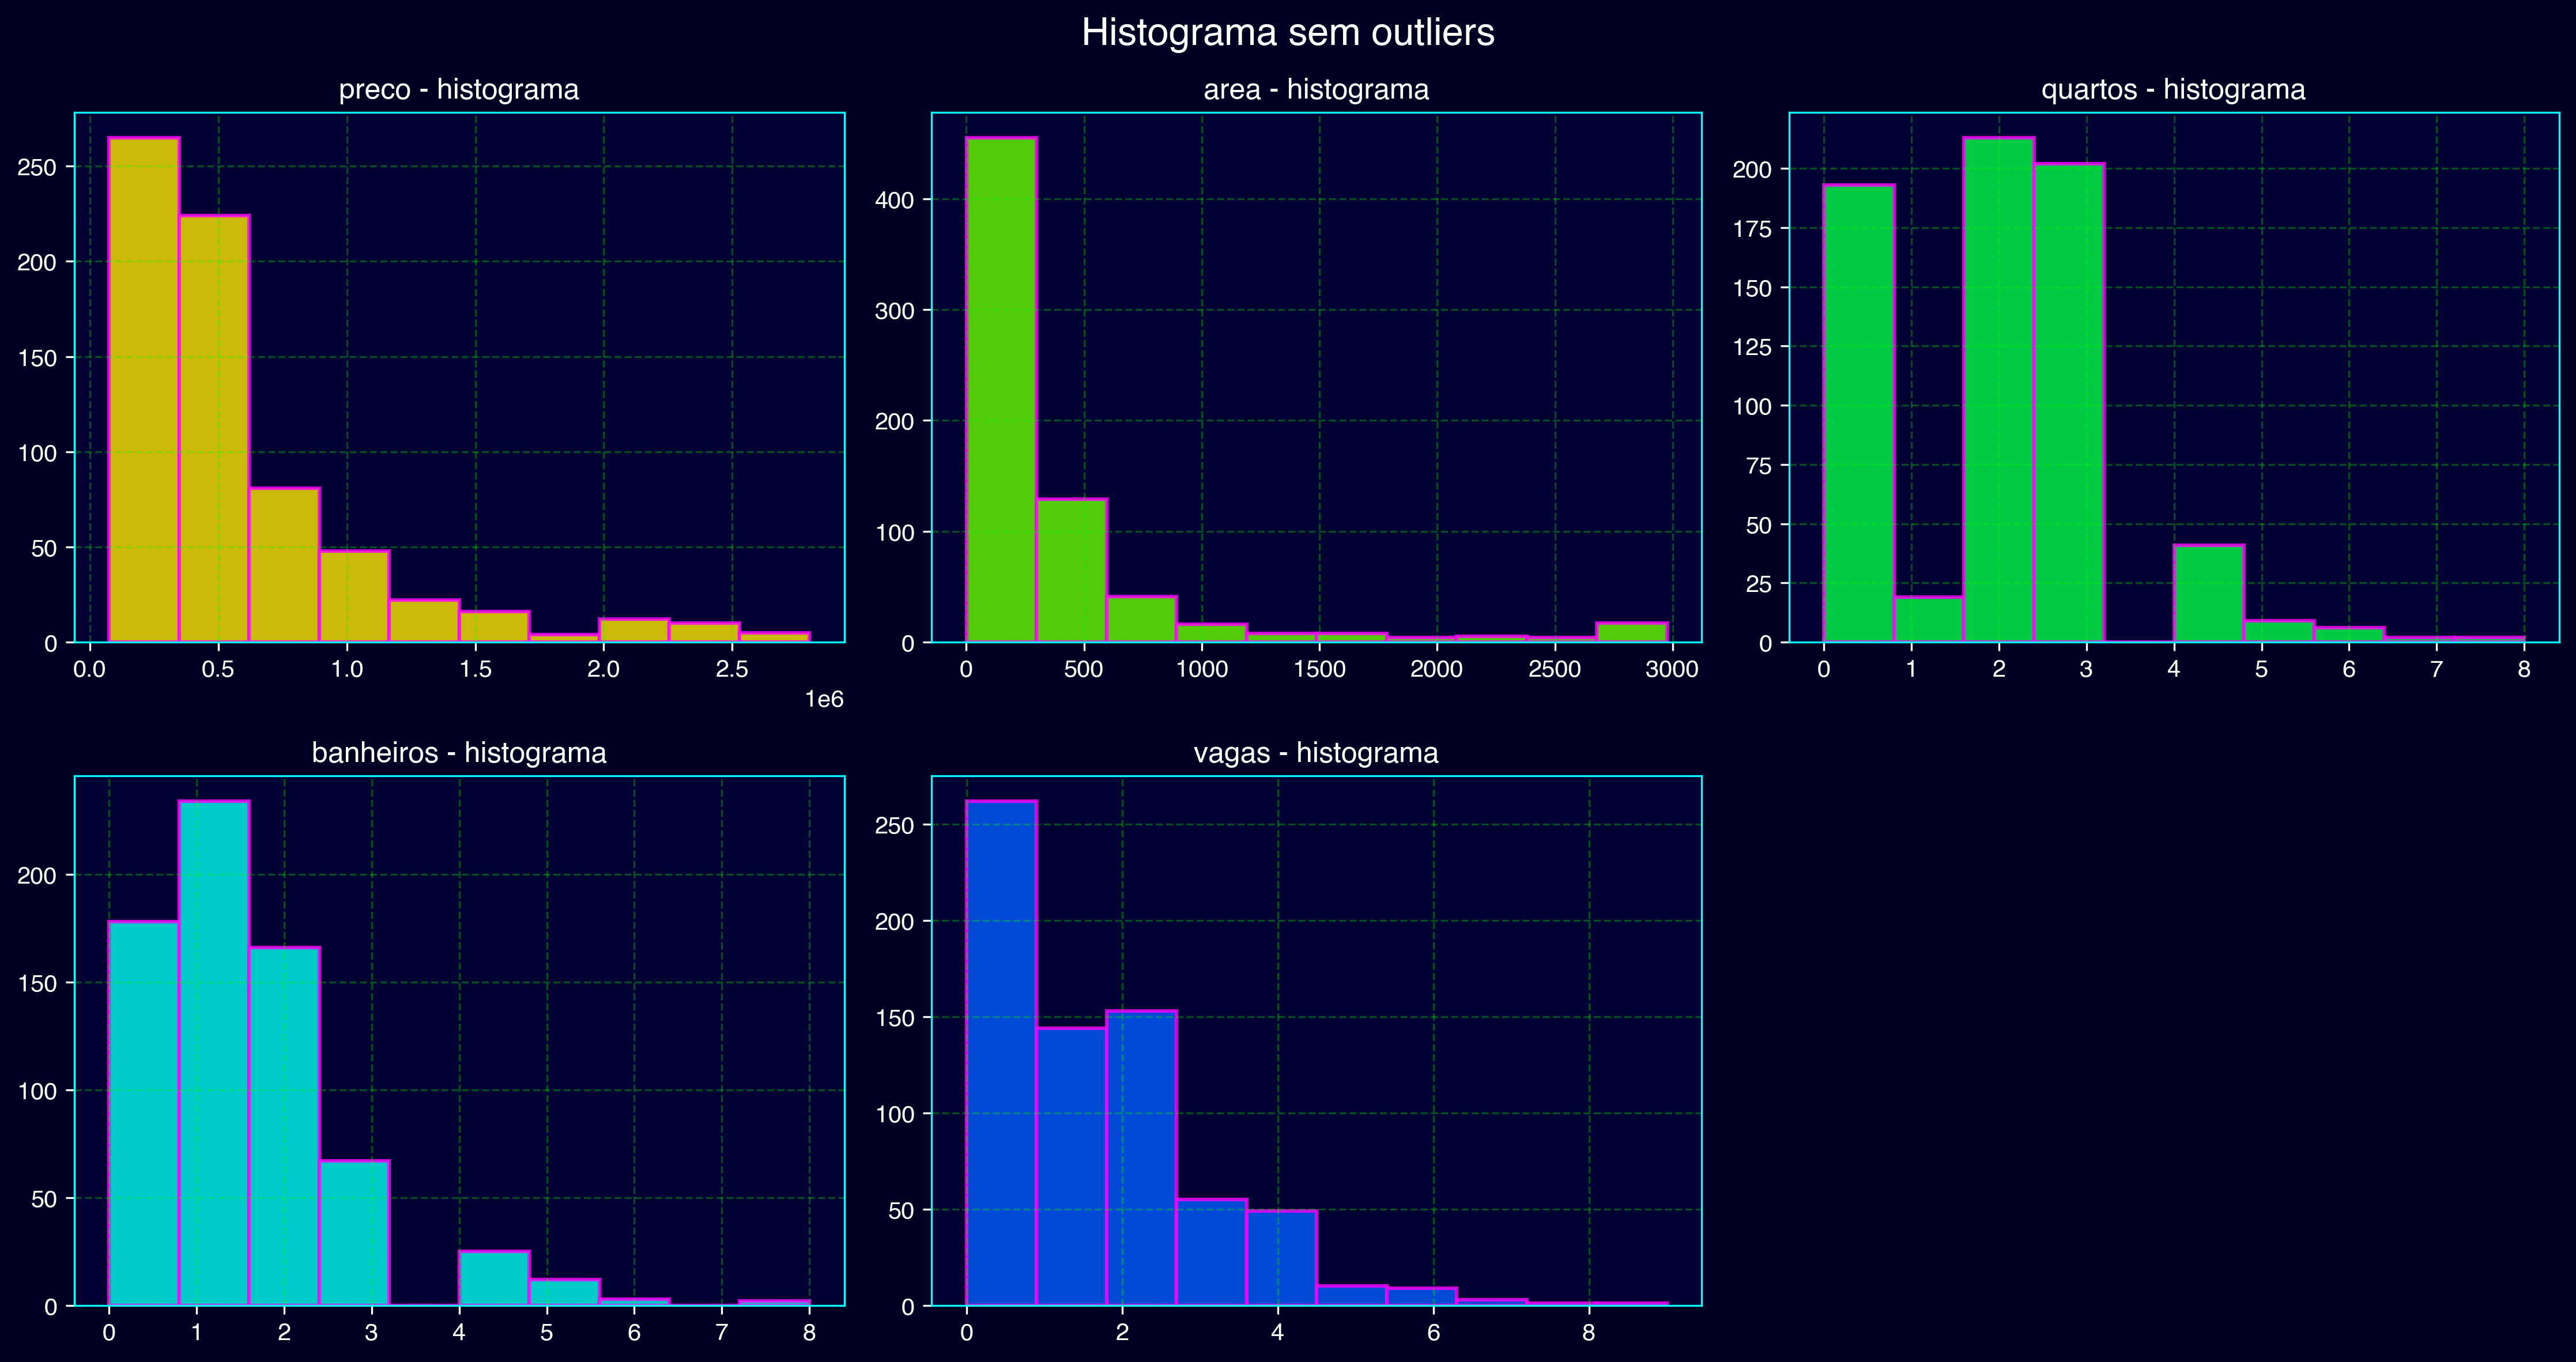 Histograma sem outliers
preco - histograma
250
200
150
100
50
0
0.0 0.5 1.0 1.5 2.0 2.5
1e6
area - histograma
400
300
200
100
0
0 500 1000 1500 2000 2500 3000
quartos - histograma
200
175
150
125
100
75
50
25
0
0 1 2 3 4 5 6 7 8
banheiros - histograma
200
150
100
50
0
0 1 2 3 4 5 6 7 8
vagas - histograma
250
200
150
100
50
0
0 2 4 6 8